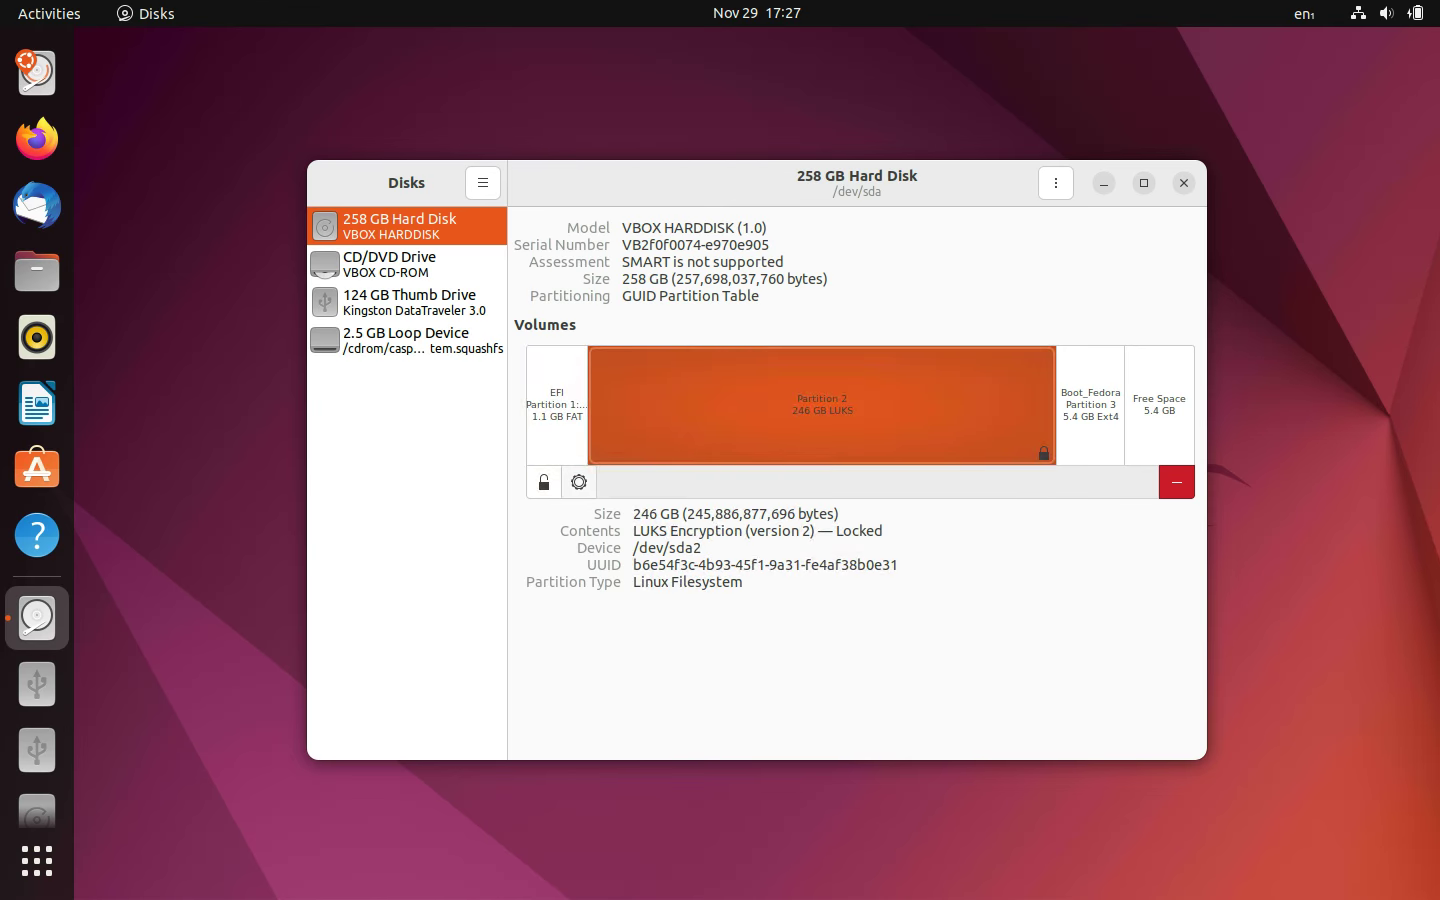 Activities
Disks
Nov 29 17:27
en₁
Disks
258 GB Hard Disk
/dev/sda
258 GB Hard Disk
VBOX HARDDISK
CD/DVD Drive
VBOX CD-ROM
124 GB Thumb Drive
Kingston DataTraveler 3.0
2.5 GB Loop Device
/cdrom/casp... tem.squashfs
Model VBOX HARDDISK (1.0)
Serial Number VB2f0f0074-e970e905
Assessment SMART is not supported
Size 258 GB (257,698,037,760 bytes)
Partitioning GUID Partition Table
Volumes
EFI
Partition 1:...
1.1 GB FAT
Partition 2
246 GB LUKS
Boot_Fedora
Partition 3
5.4 GB Ext4
Free Space
5.4 GB
Size 246 GB (245,886,877,696 bytes)
Contents LUKS Encryption (version 2) — Locked
Device /dev/sda2
UUID b6e54f3c-4b93-45f1-9a31-fe4af38b0e31
Partition Type Linux Filesystem